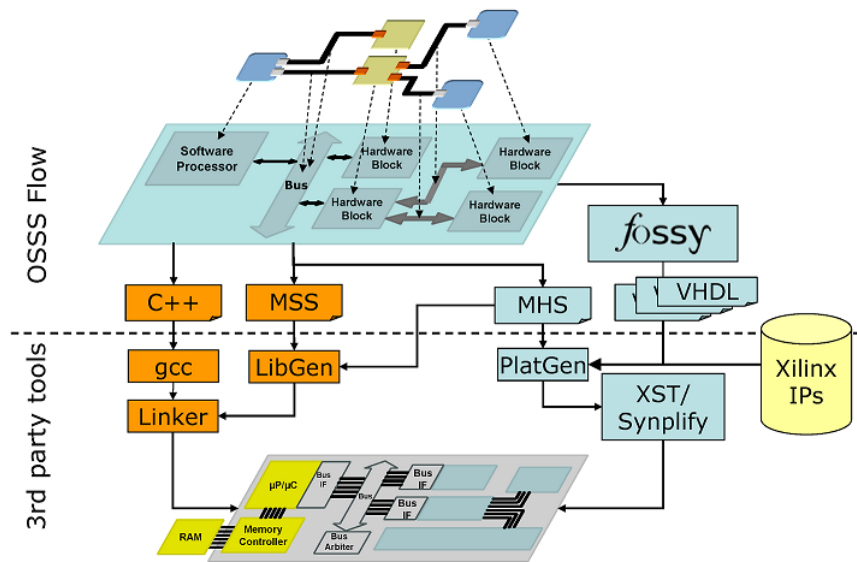 OSSS Flow
Software
Processor
Bus
Hardware
Block
Hardware
Block
Hardware
Block
Hardware
Block
fossy
C++
MSS
MHS
V
V
VHDL
3rd party tools
gcc
LibGen
PlatGen
Xilinx
IPs
Linker
XST/
Synplify
µP/µC
Bus
IF
Bus
Bus
IF
Bus
IF
RAM
Memory
Controller
Bus
Arbiter